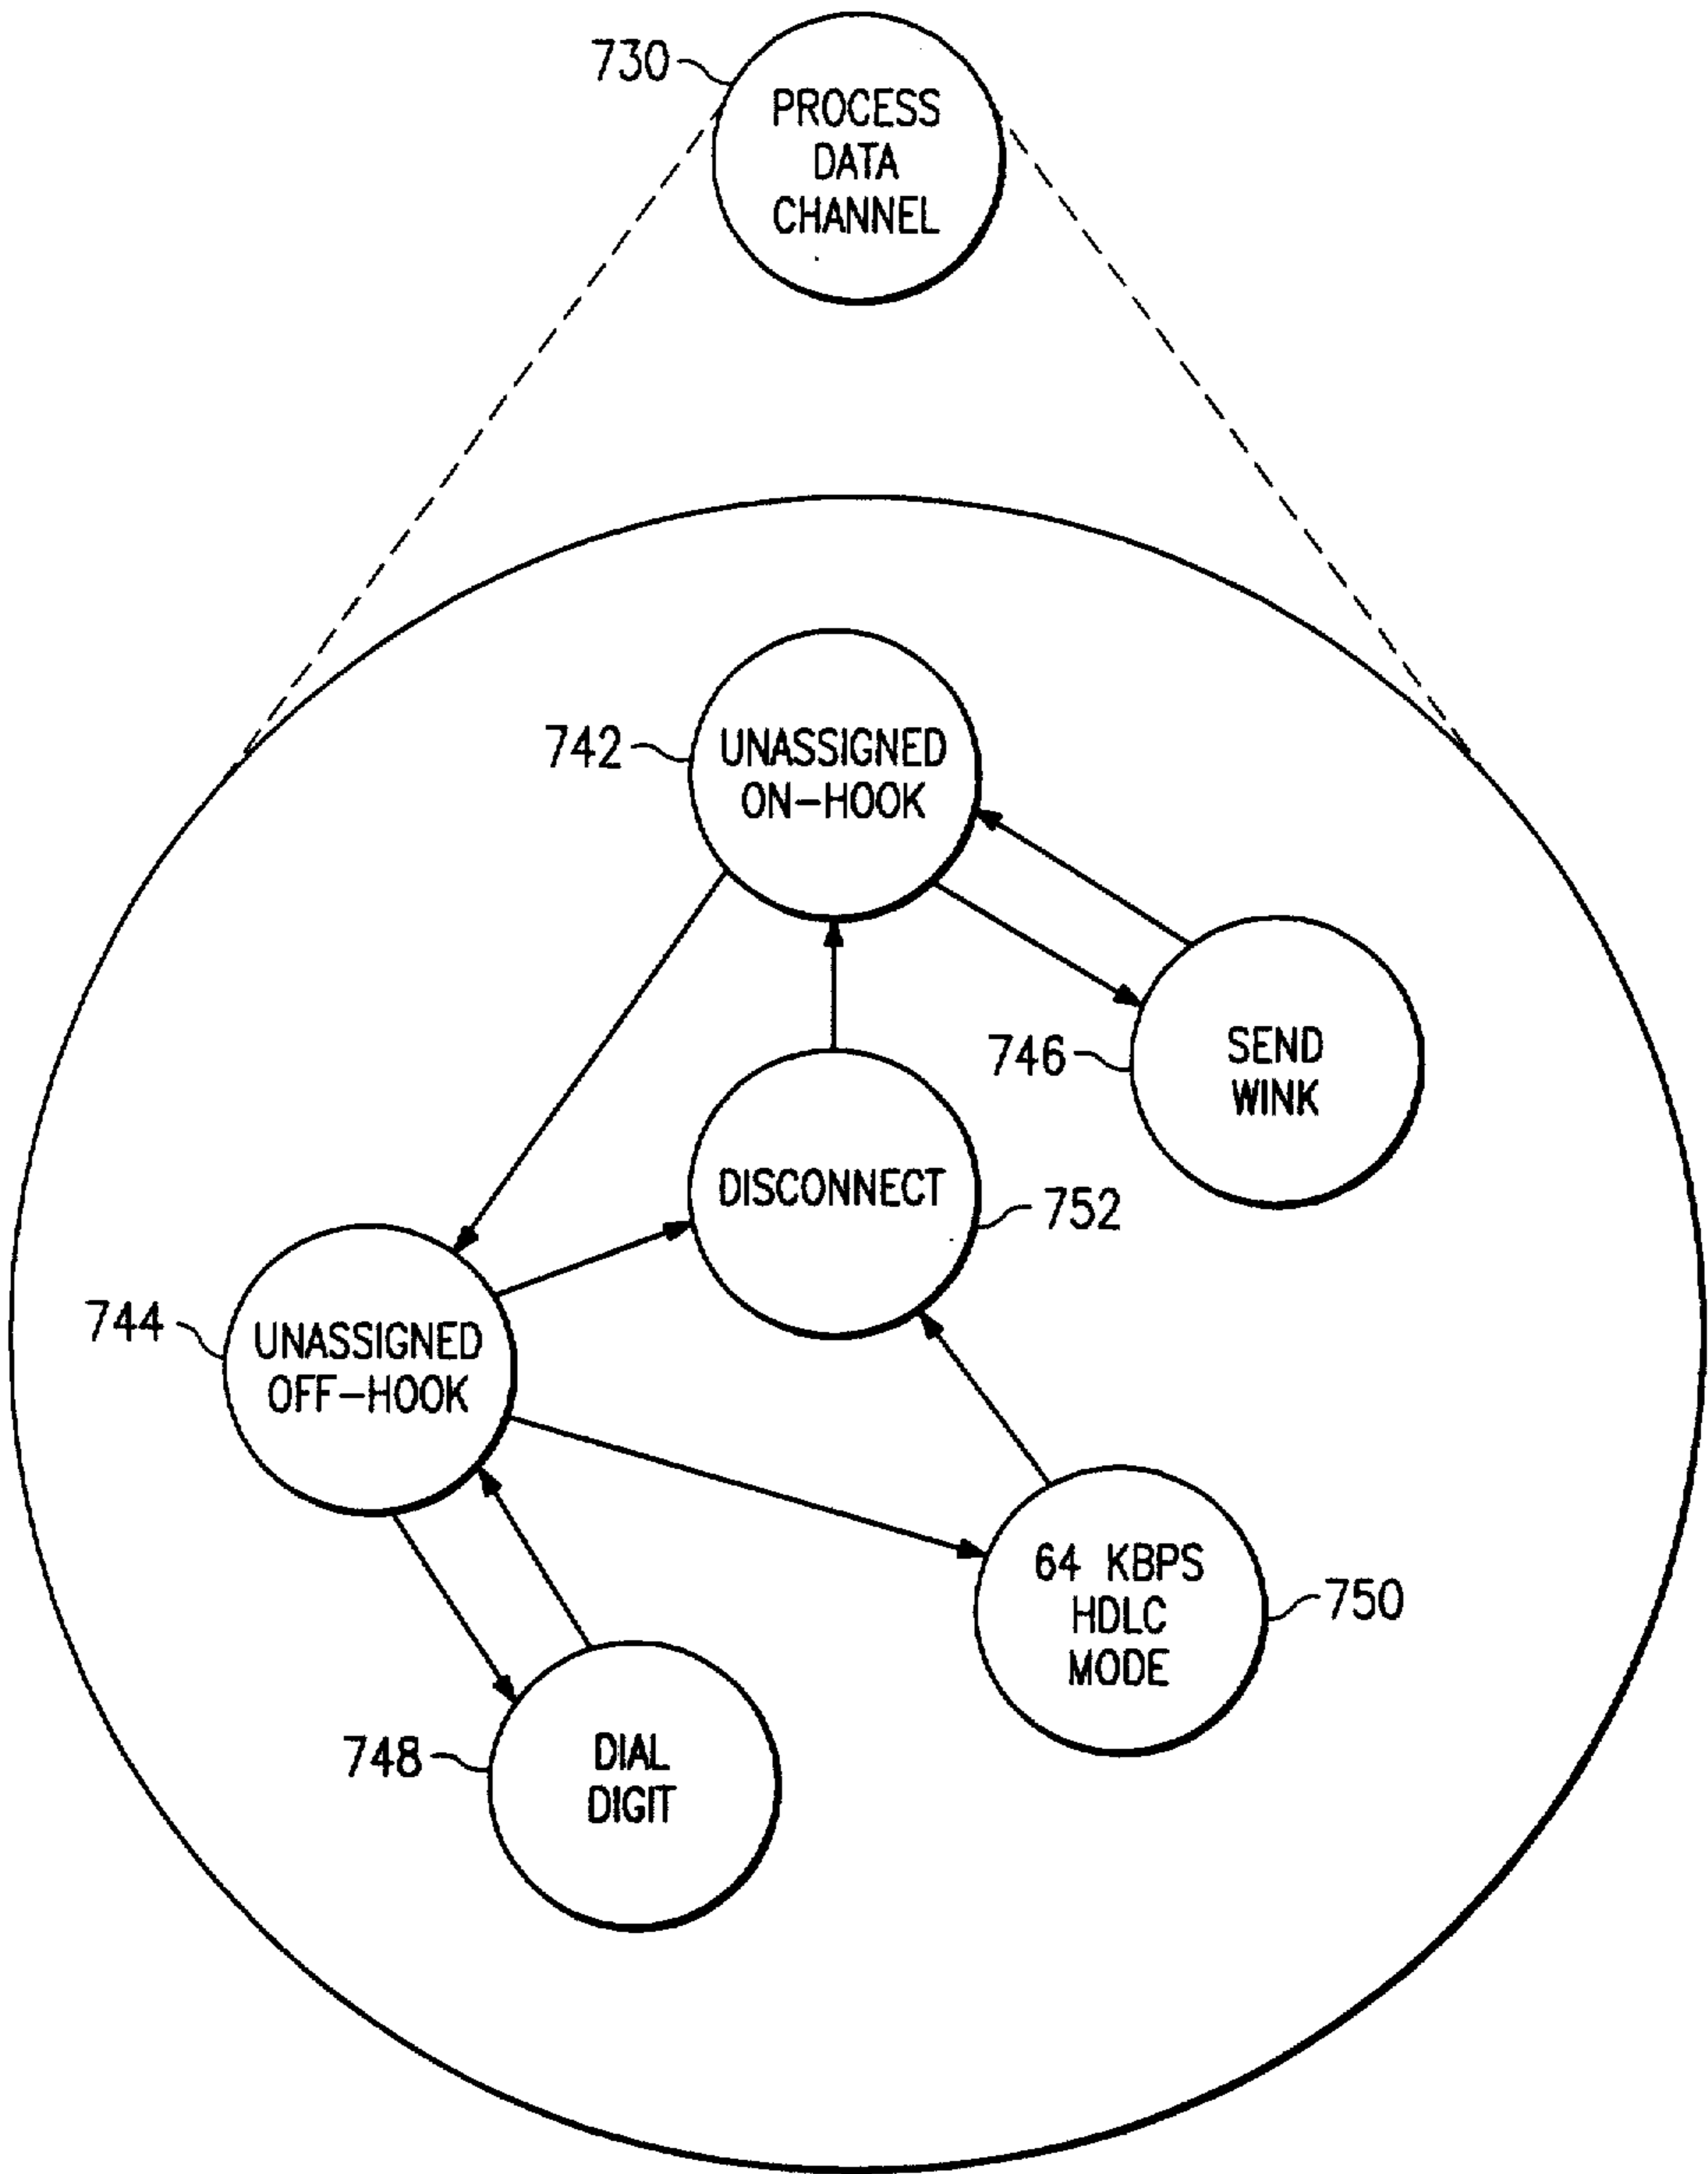 730
PROCESS
DATA
CHANNEL
742
UNASSIGNED
ON-HOOK
746
SEND
WINK
DISCONNECT
752
744
UNASSIGNED
OFF-HOOK
64 KBPS
HDLC
MODE
750
748
DIAL
DIGIT